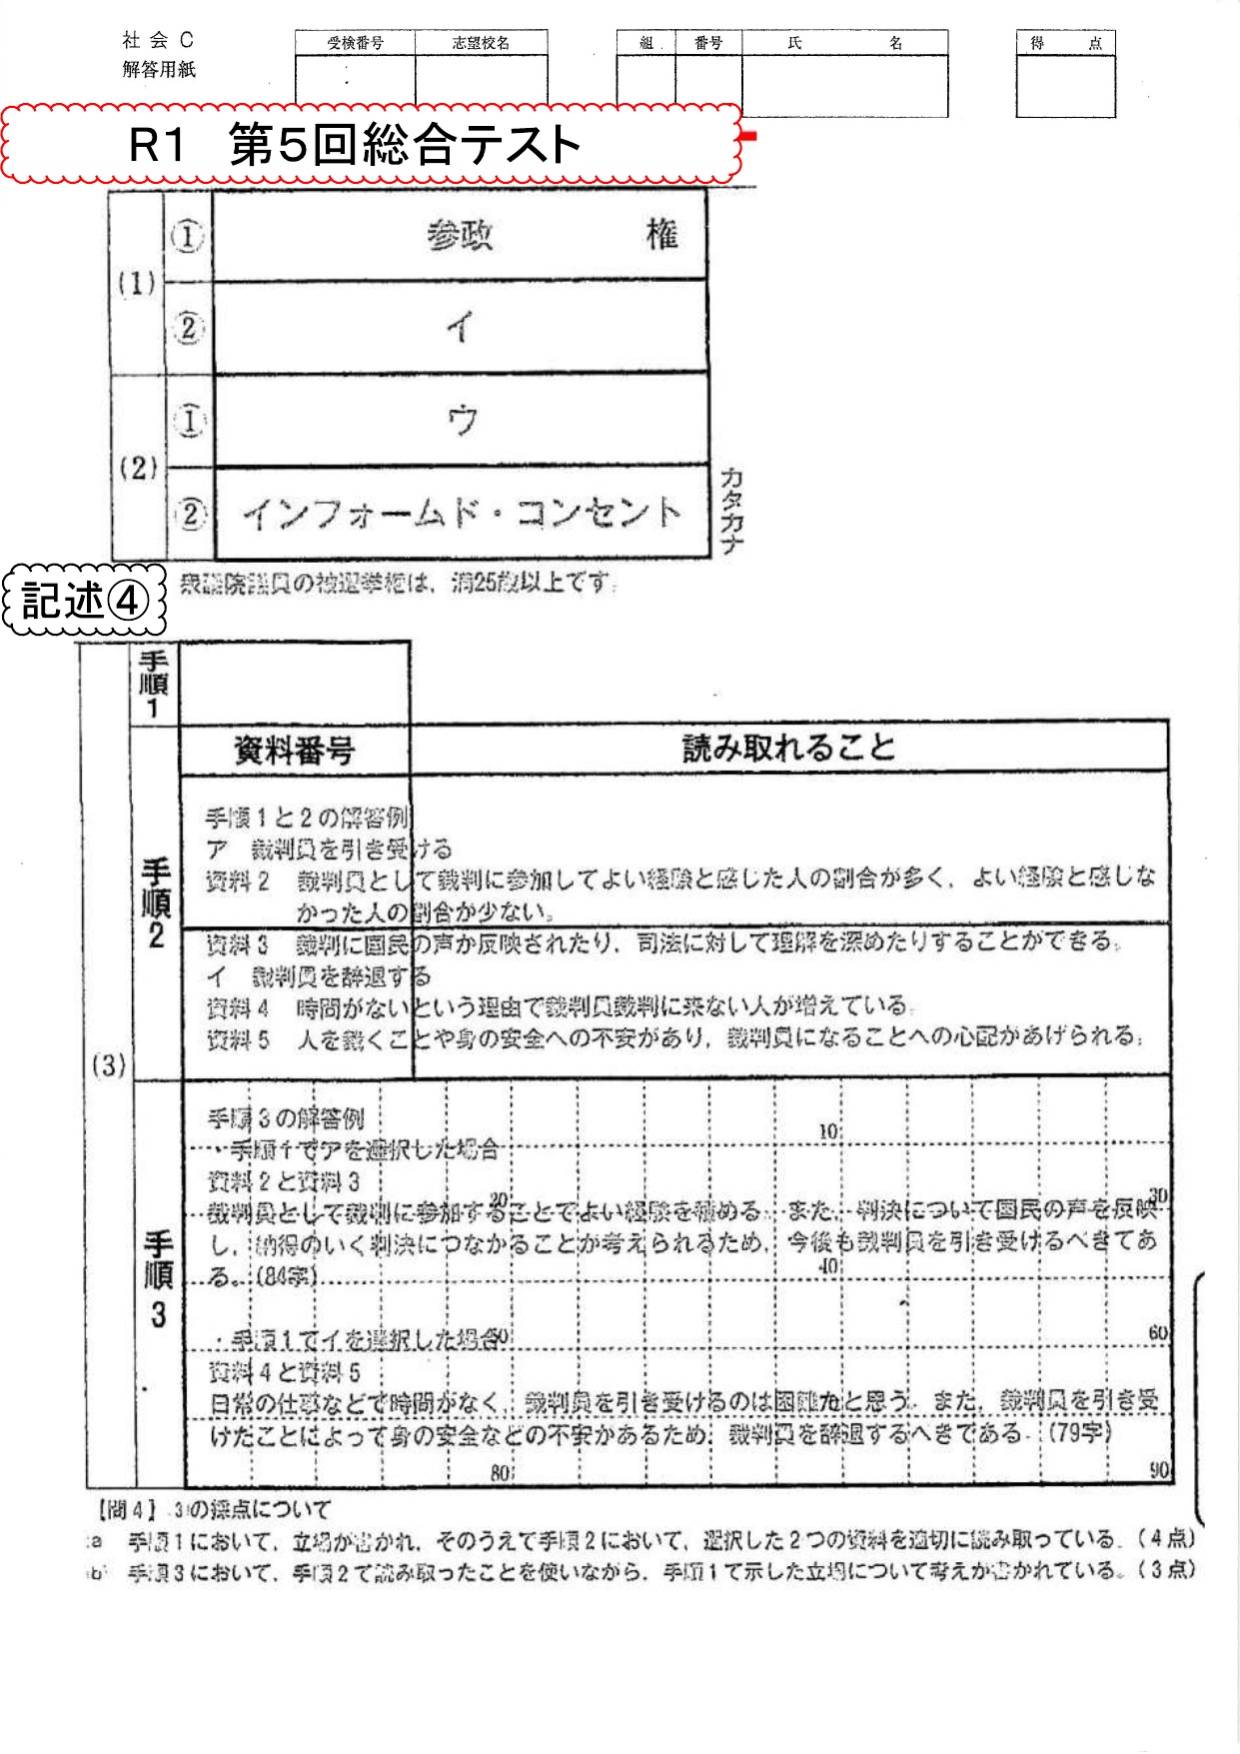 社会C
解答用紙
受検番号 志望校名
組 番号 氏 名
得 点
R1 第5回総合テスト
(1) ① 参政 権
② イ
(2) ① ウ
② インフォームド・コンセント
カタカナ
衆議院議員の被選挙権は,満25歳以上です。
記述④
(3)
手順1
資料番号 読み取れること
手順2
手順1と2の解答例
ア 裁判員を引き受ける
資料2 裁判員として裁判に参加してよい経験と感じた人の割合が多く,よい経験と感じな
かった人の割合が少ない。
資料3 裁判に国民の声が反映されたり,司法に対して理解を深めたりすることができる。
イ 裁判員を辞退する
資料4 時間がないという理由で裁判員裁判に来ない人が増えている。
資料5 人を裁くことや身の安全への不安があり,裁判員になることへの心配があげられる。
手順3
手順3の解答例
10
・手順1でアを選択した場合
資料2と資料3
20 30
裁判員として裁判に参加することでよい経験を積める。また,判決について国民の声を反映
し,納得のいく判決につながることが考えられるため,今後も裁判員を引き受けるべきであ
る。(84字)
40
・手順1でイを選択した場合
60
資料4と資料5
日常の仕事などで時間がなく,裁判員を引き受けるのは困難だと思う。また,裁判員を引き受
けたことによって身の安全などの不安があるため,裁判員を辞退するべきである。(79字)
80 90
【問4】(3)の採点について
a 手順1において,立場が書かれ,そのうえで手順2において,選択した2つの資料を適切に読み取っている。(4点)
b 手順3において,手順2で読み取ったことを使いながら,手順1で示した立場について考えが書かれている。(3点)